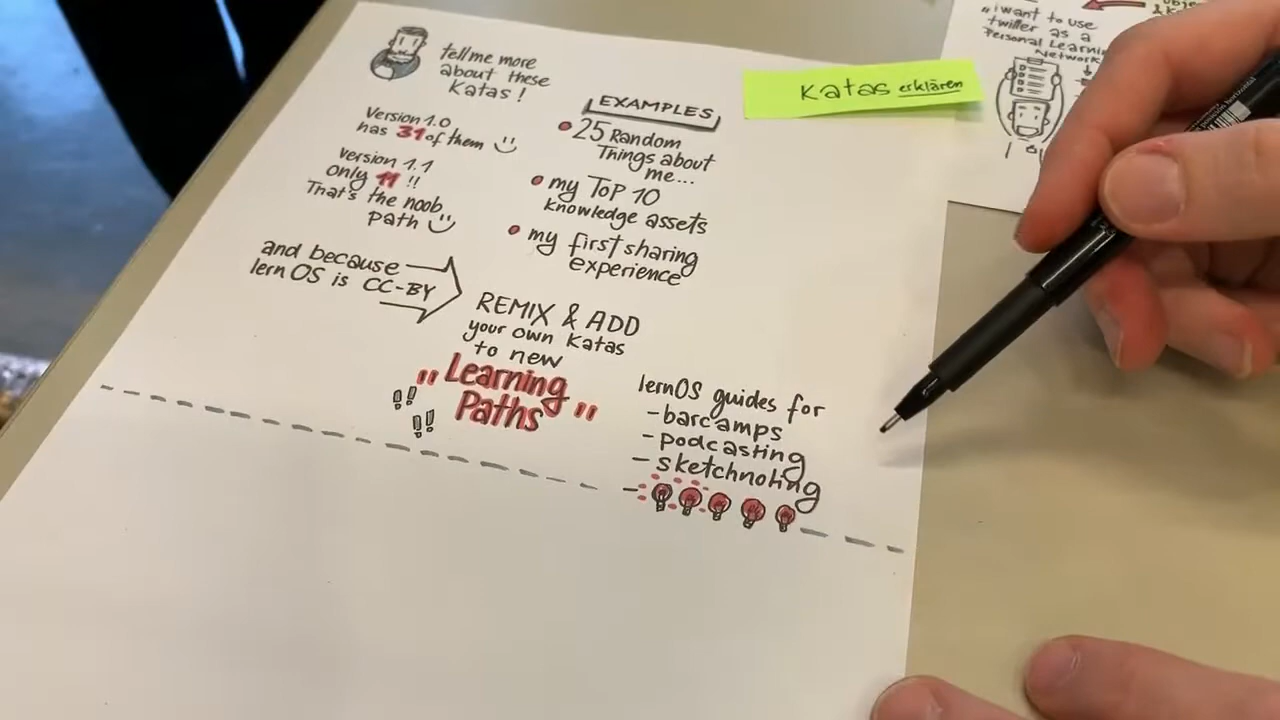 tell me more
about these
Katas!
Version 1.0
has 31 of them
Version 1.1
only 11 !!
That's the noob
path
EXAMPLES
25 Random
Things about
me...
my TOP 10
knowledge assets
my first sharing
experience
and because
lernOS is CC-BY
REMIX & ADD
your own Katas
to new
"Learning
Paths"
lernOS guides for
- barcamps
- podcasting
- sketchnoting
-
Katas erklären
"i want to use
twitter as a
Personal Learning
Network"